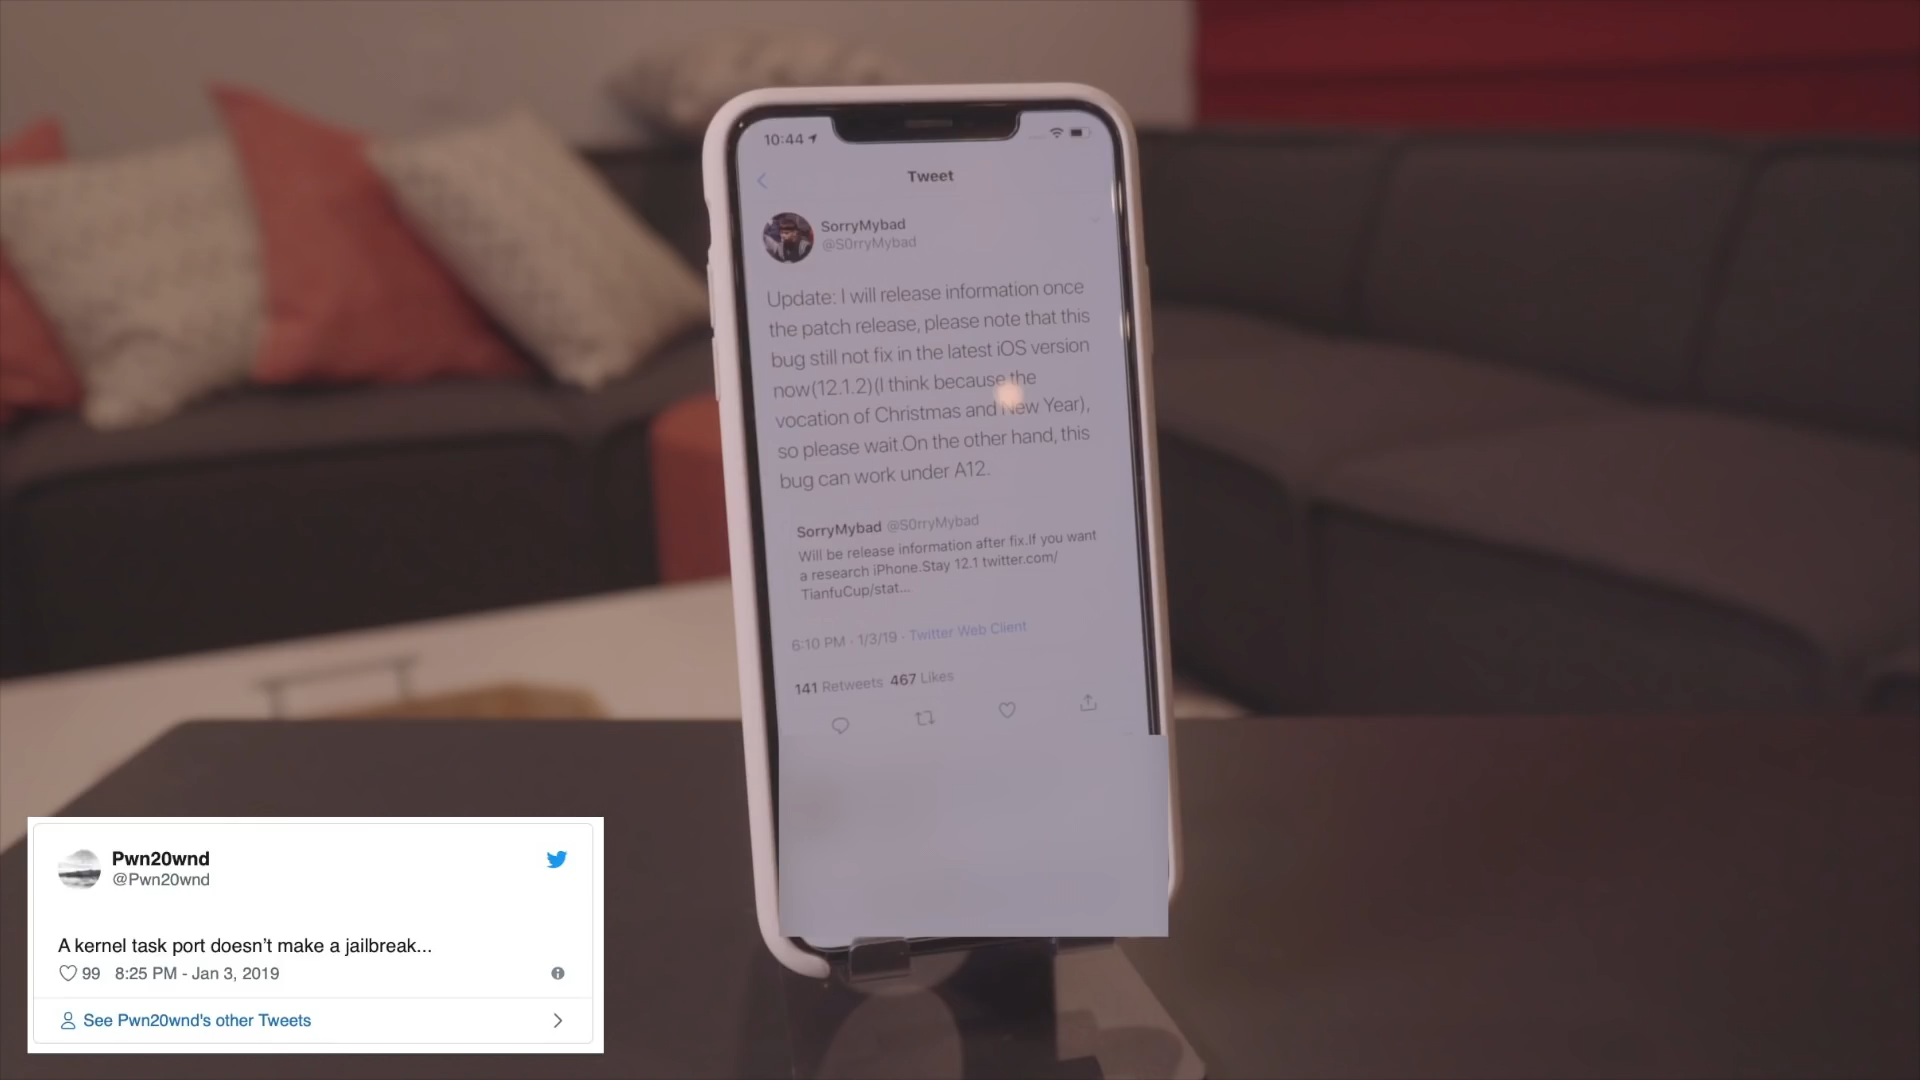 10:44
Tweet
SorryMybad
@S0rryMybad
Update: I will release information once
the patch release, please note that this
bug still not fix in the latest iOS version
now(12.1.2)(I think because the
vocation of Christmas and New Year),
so please wait.On the other hand, this
bug can work under A12.
SorryMybad @S0rryMybad
Will be release information after fix.If you want
a research iPhone.Stay 12.1 twitter.com/
TianfuCup/stat...
6:10 PM · 1/3/19 · Twitter Web Client
141 Retweets 467 Likes
Pwn20wnd
@Pwn20wnd
A kernel task port doesn't make a jailbreak...
99 8:25 PM - Jan 3, 2019
See Pwn20wnd's other Tweets